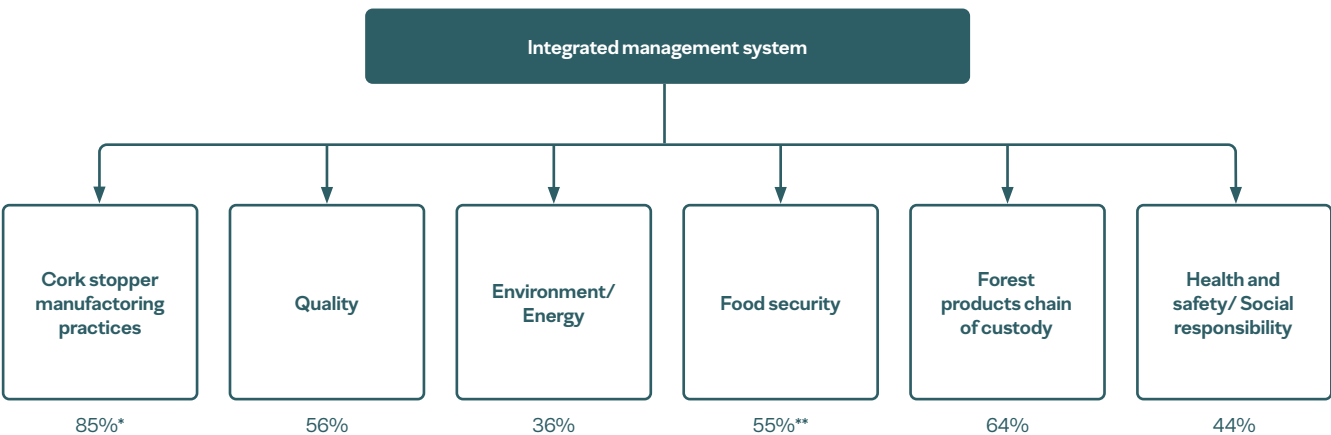 Integrated management system
Cork stopper
manufactoring
practices
Quality
Environment/
Energy
Food security
Forest
products chain
of custody
Health and
safety/ Social
responsibility
85%*
56%
36%
55%**
64%
44%